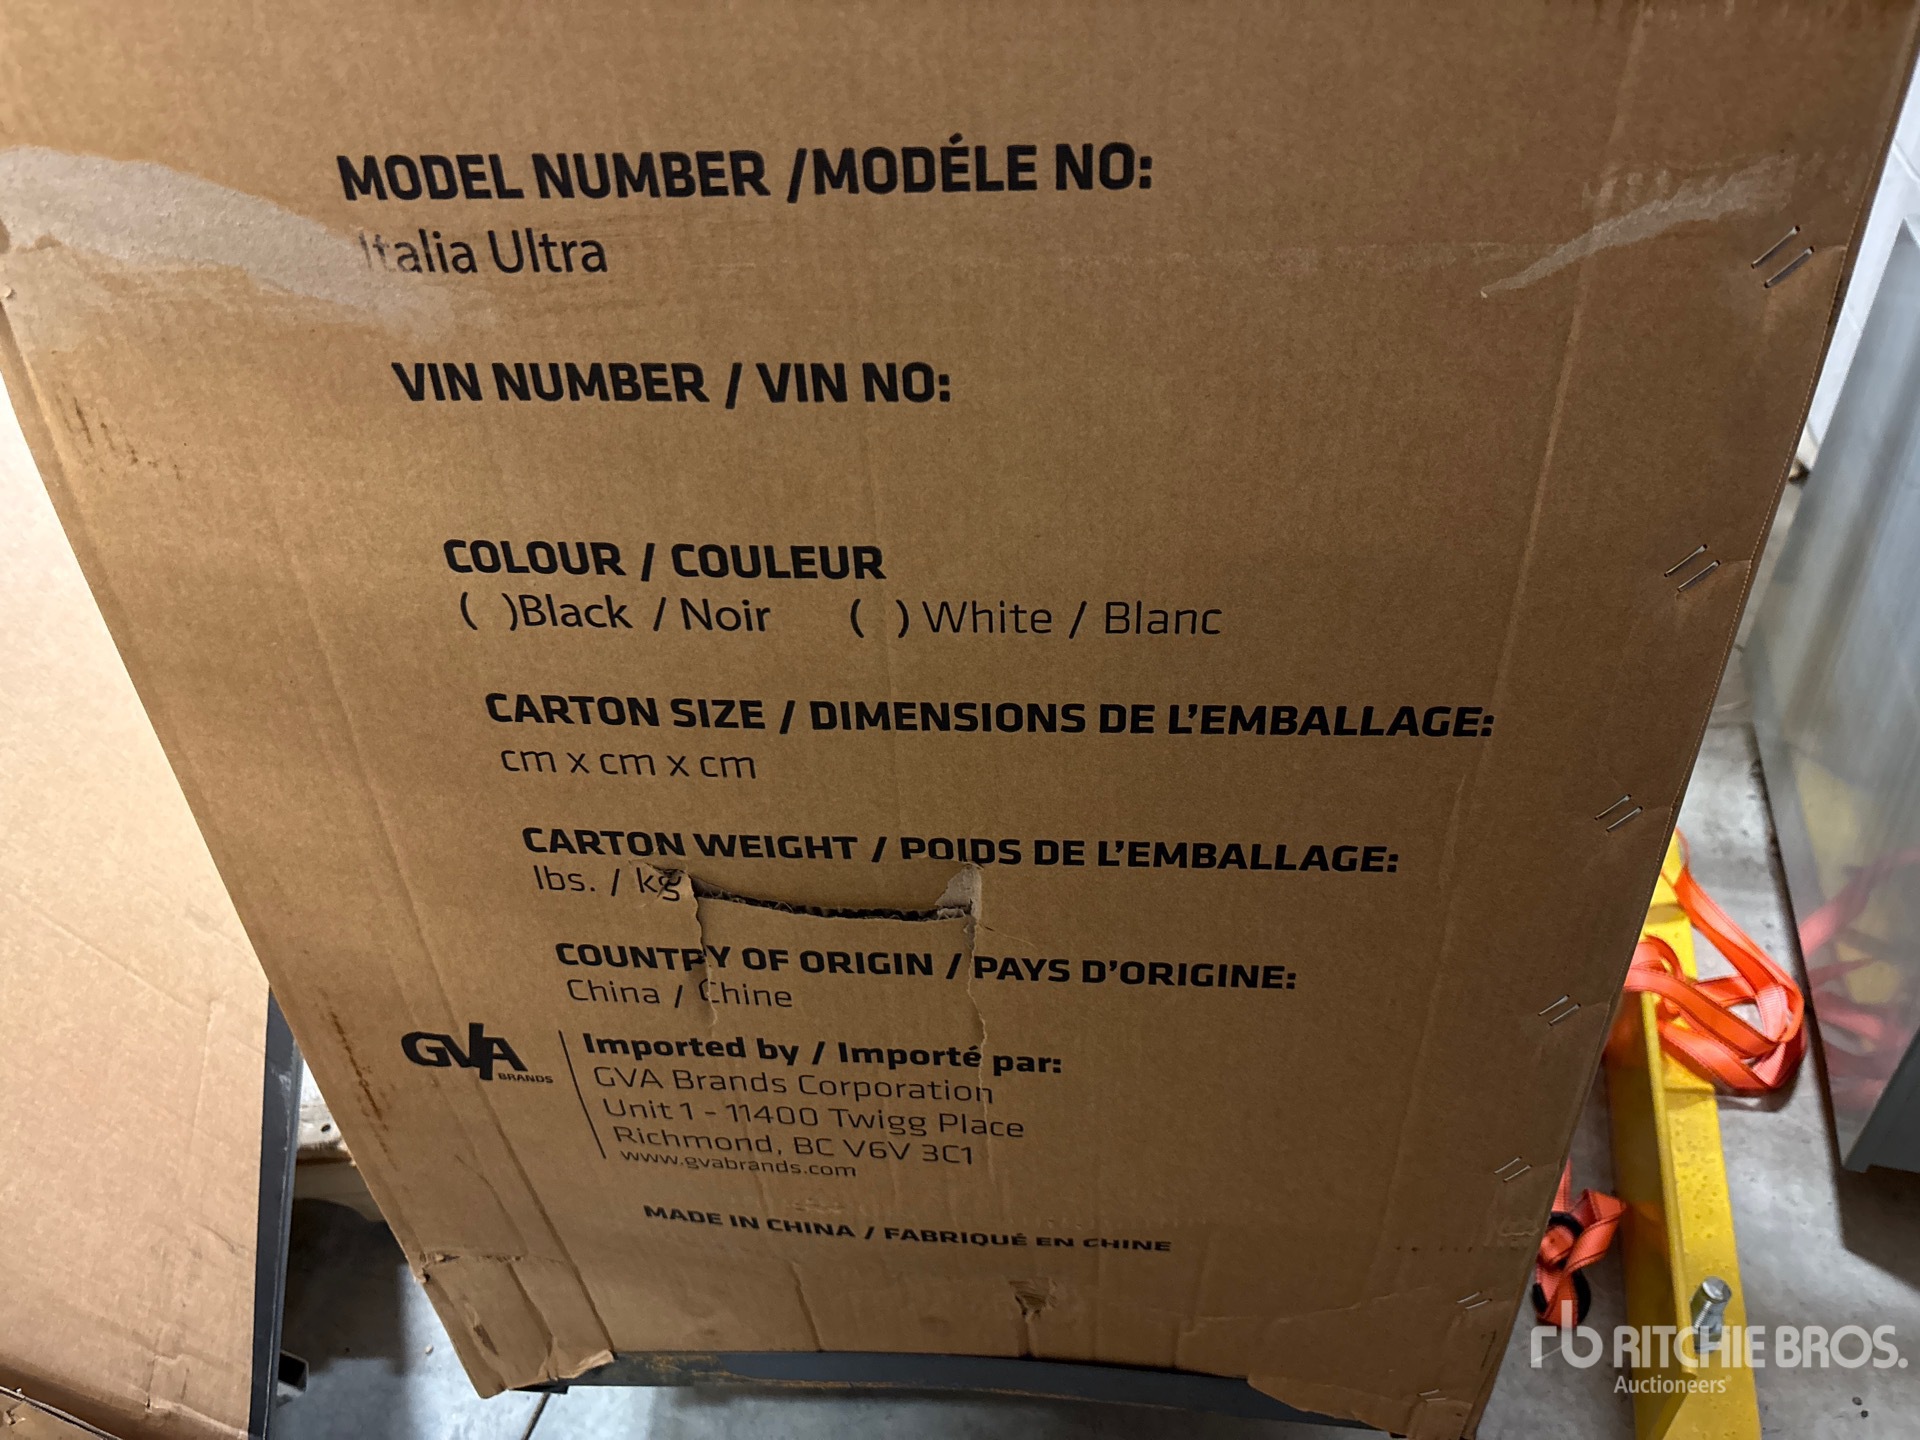 MODEL NUMBER /MODÉLE NO:
Italia Ultra
VIN NUMBER / VIN NO:
COLOUR / COULEUR
( )Black / Noir ( ) White / Blanc
CARTON SIZE / DIMENSIONS DE L'EMBALLAGE:
cm x cm x cm
CARTON WEIGHT / POIDS DE L'EMBALLAGE:
lbs. / kg
COUNTRY OF ORIGIN / PAYS D'ORIGINE:
China / Chine
GVA BRANDS
Imported by / Importé par:
GVA Brands Corporation
Unit 1 - 11400 Twigg Place
Richmond, BC V6V 3C1
www.gvabrands.com
MADE IN CHINA / FABRIQUÉ EN CHINE
rb RITCHIE BROS.
Auctioneers